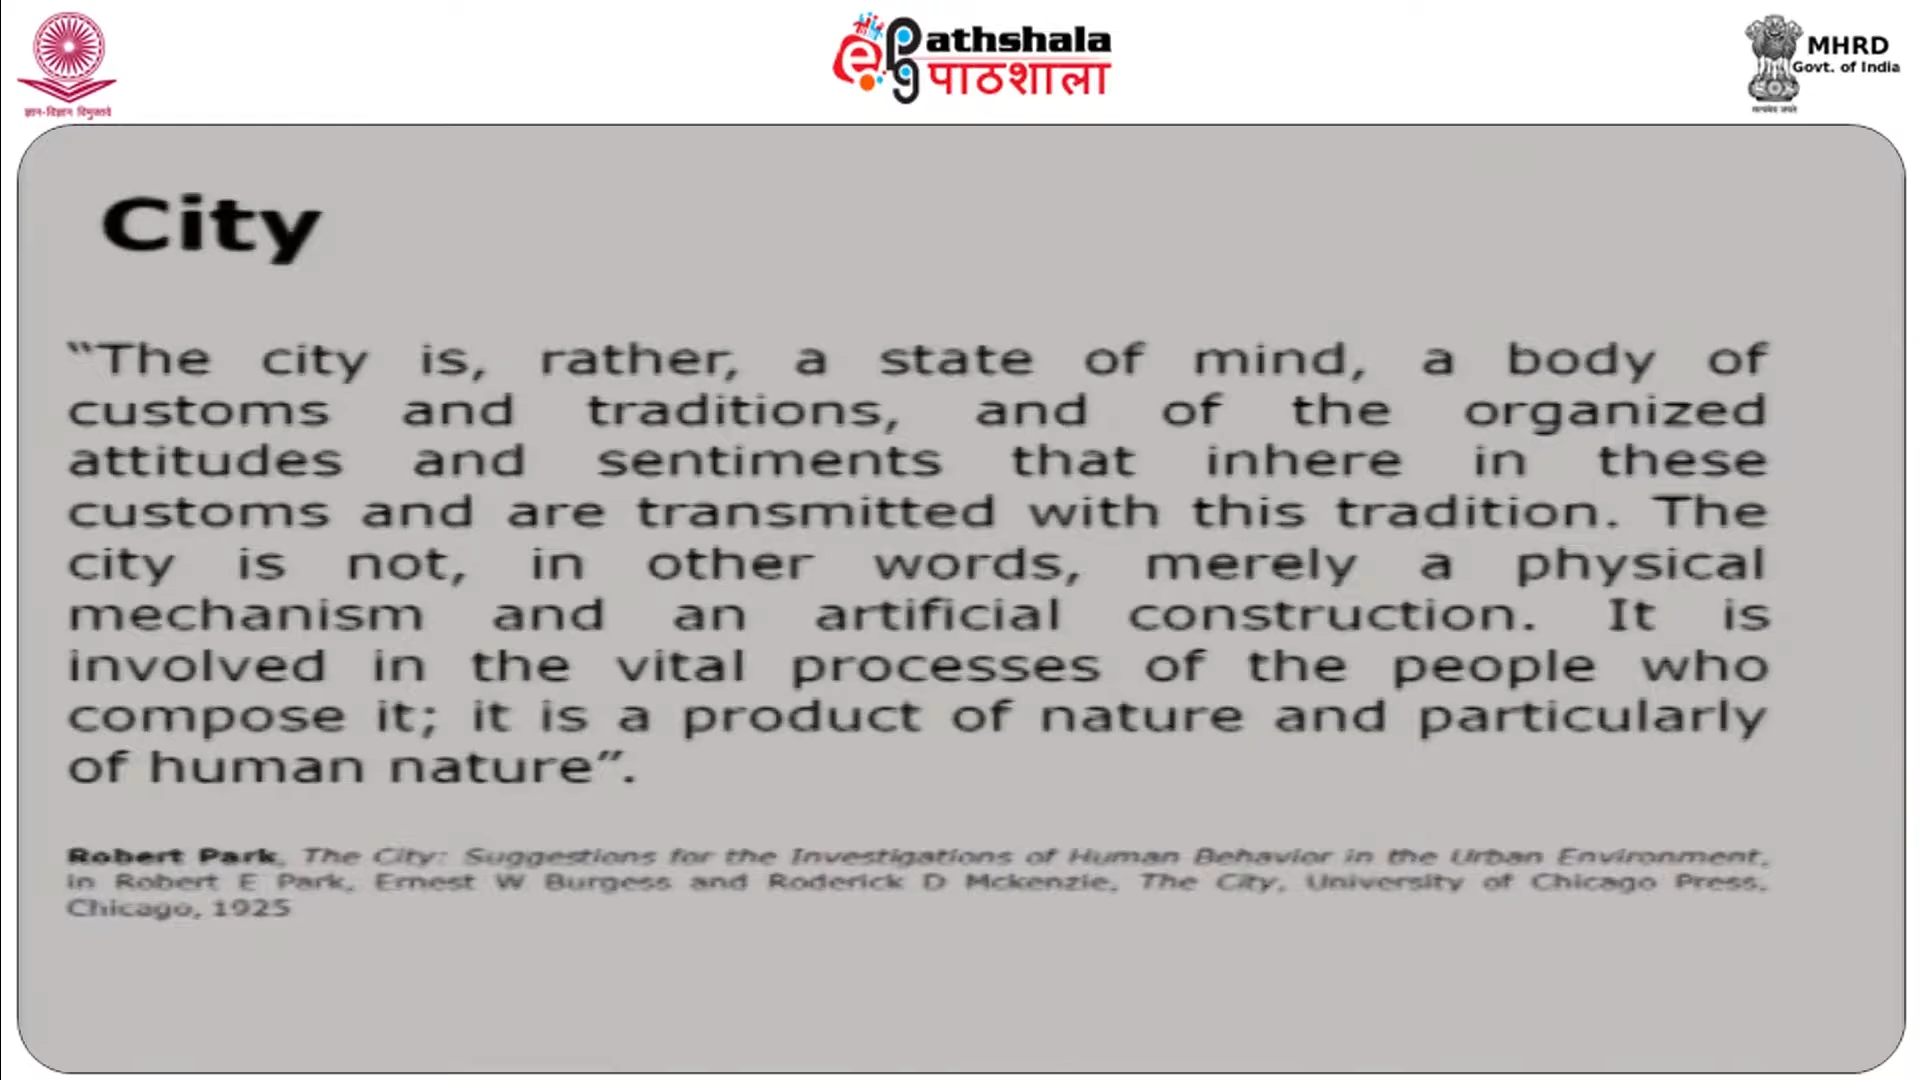 ज्ञान-विज्ञान विमुक्तये
ePG Pathshala
पाठशाला
MHRD
Govt. of India
सत्यमेव जयते
City
“The city is, rather, a state of mind, a body of
customs and traditions, and of the organized
attitudes and sentiments that inhere in these
customs and are transmitted with this tradition. The
city is not, in other words, merely a physical
mechanism and an artificial construction. It is
involved in the vital processes of the people who
compose it; it is a product of nature and particularly
of human nature”.
Robert Park, The City: Suggestions for the Investigations of Human Behavior in the Urban Environment,
in Robert E Park, Ernest W Burgess and Roderick D Mckenzie, The City, University of Chicago Press,
Chicago, 1925